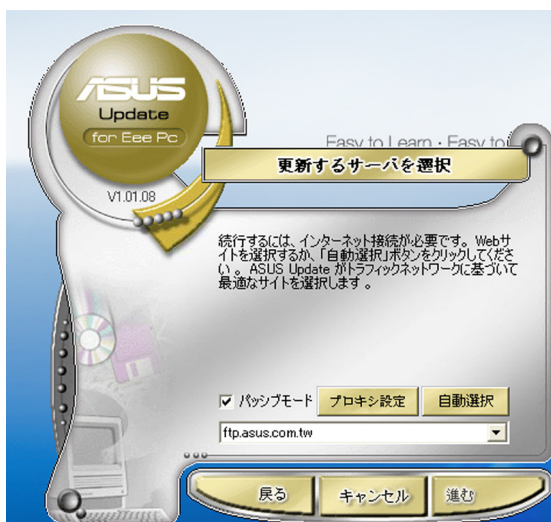 ASUS
Update
for Eee Pc
V1.01.08
Easy to Learn · Easy to
更新するサーバを選択
続行するには、インターネット接続が必要です。Webサ
イトを選択するか、「自動選択」ボタンをクリックしてくださ
い 。 ASUS Update がトラフィックネットワークに基づいて
最適なサイトを選択します 。
パッシブモード プロキシ設定 自動選択
ftp.asus.com.tw
戻る キャンセル 進む